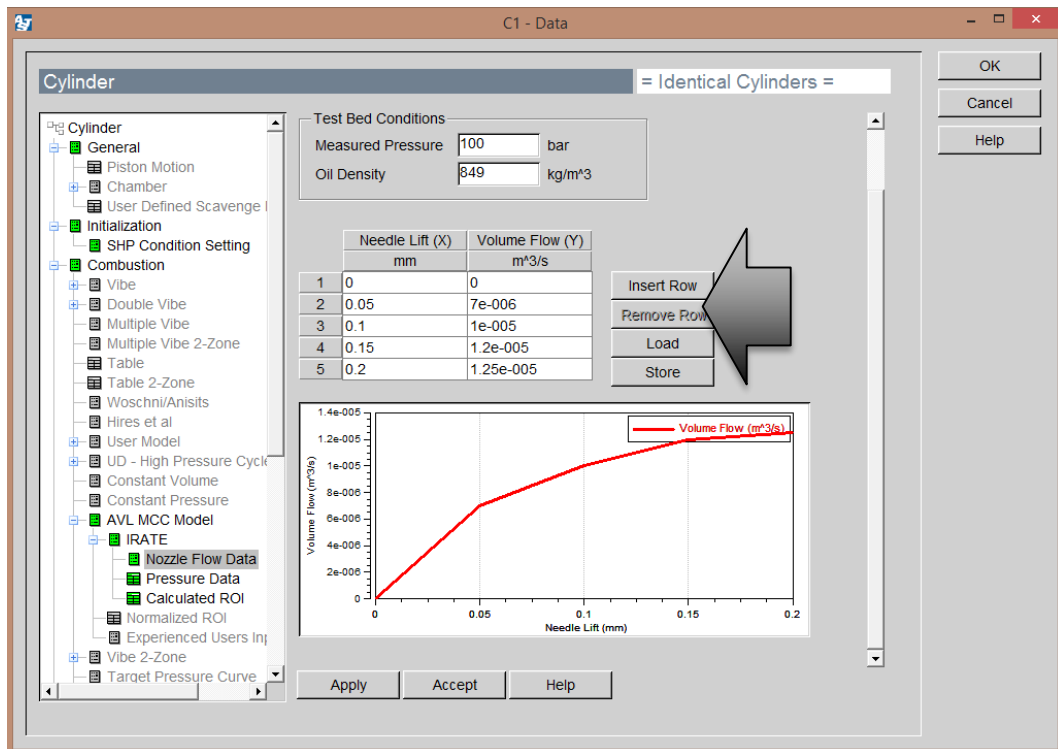 C1 - Data
Cylinder
= Identical Cylinders =
OK
Cancel
Help
Cylinder
General
Piston Motion
Chamber
User Defined Scavenge
Initialization
SHP Condition Setting
Combustion
Vibe
Double Vibe
Multiple Vibe
Multiple Vibe 2-Zone
Table
Table 2-Zone
Woschni/Anisits
Hires et al
User Model
UD - High Pressure Cycle
Constant Volume
Constant Pressure
AVL MCC Model
IRATE
Nozzle Flow Data
Pressure Data
Calculated ROI
Normalized ROI
Experienced Users Inp
Vibe 2-Zone
Target Pressure Curve
Test Bed Conditions
Measured Pressure 100 bar
Oil Density 849 kg/m^3
Needle Lift (X) Volume Flow (Y)
mm m^3/s
1 0 0
2 0.05 7e-006
3 0.1 1e-005
4 0.15 1.2e-005
5 0.2 1.25e-005
Insert Row
Remove Row
Load
Store
Volume Flow (m^3/s)
Volume Flow (m^3/s)
1.4e-005
1.2e-005
1e-005
8e-006
6e-006
4e-006
2e-006
0
0 0.05 0.1 0.15 0.2
Needle Lift (mm)
Apply Accept Help